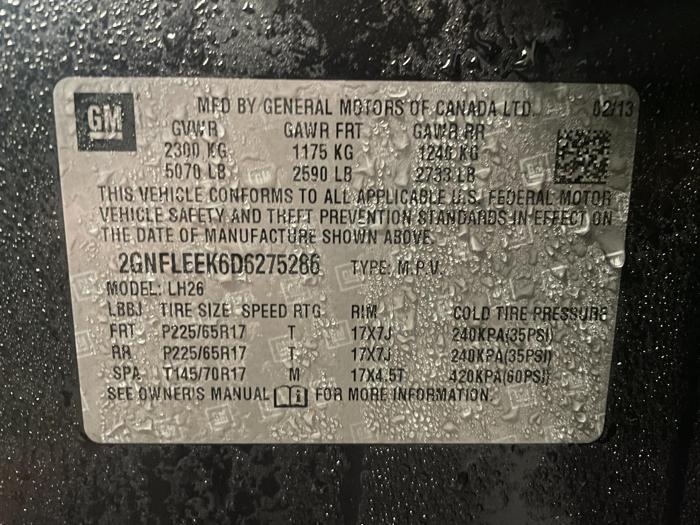 GM
MFD BY GENERAL MOTORS OF CANADA LTD. 02/13
GVWR GAWR FRT GAWR RR
2300 KG 1175 KG 1240 KG
5070 LB 2590 LB 2733 LB
THIS VEHICLE CONFORMS TO ALL APPLICABLE U.S. FEDERAL MOTOR
VEHICLE SAFETY AND THEFT PREVENTION STANDARDS IN EFFECT ON
THE DATE OF MANUFACTURE SHOWN ABOVE.
2GNFLEEK6D6275286 TYPE: M.P.V.
MODEL: LH26
LBBJ TIRE SIZE SPEED RTG RIM COLD TIRE PRESSURE
FRT P225/65R17 T 17X7J 240KPA(35PSI)
RR P225/65R17 T 17X7J 240KPA(35PSI)
SPA T145/70R17 M 17X4.5T 420KPA(60PSI)
SEE OWNER'S MANUAL i FOR MORE INFORMATION.